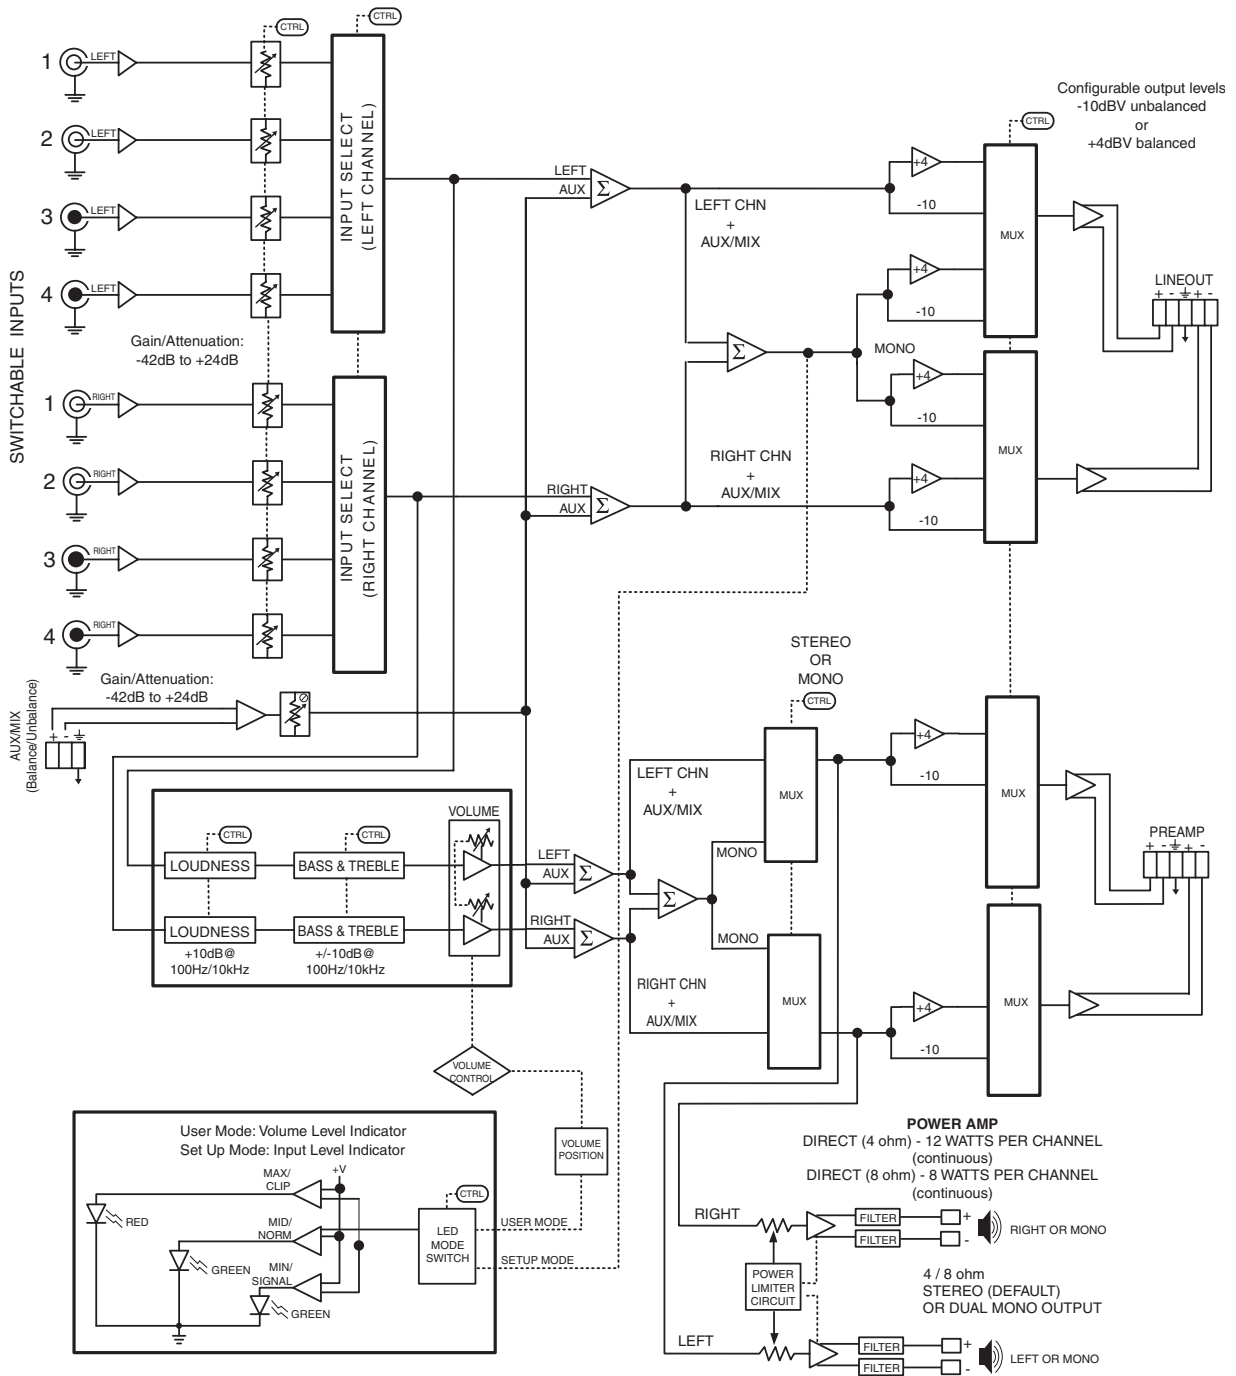 CTRL
CTRL
1
LEFT
2
LEFT
3
LEFT
4
LEFT
SWITCHABLE INPUTS
INPUT SELECT
(LEFT CHANNEL)
Gain/Attenuation:
-42dB to +24dB
1
RIGHT
2
RIGHT
3
RIGHT
4
RIGHT
INPUT SELECT
(RIGHT CHANNEL)
Gain/Attenuation:
-42dB to +24dB
AUX/MIX
(Balance/Unbalance)
+ -
LEFT
AUX
Σ
LEFT CHN
+
AUX/MIX
Σ
MONO
RIGHT CHN
+
AUX/MIX
RIGHT
AUX
Σ
Configurable output levels
-10dBV unbalanced
or
+4dBV balanced
CTRL
+4
-10
+4
-10
MUX
+4
-10
+4
-10
MUX
LINEOUT
+ - + -
VOLUME
CTRL
CTRL
LOUDNESS
BASS & TREBLE
LOUDNESS
BASS & TREBLE
+10dB@
100Hz/10kHz
+/-10dB@
100Hz/10kHz
LEFT
AUX
Σ
RIGHT
AUX
Σ
LEFT CHN
+
AUX/MIX
Σ
MONO
MONO
RIGHT CHN
+
AUX/MIX
STEREO
OR
MONO
CTRL
MUX
MUX
+4
-10
MUX
+4
-10
MUX
PREAMP
+ - + -
VOLUME
CONTROL
VOLUME
POSITION
User Mode: Volume Level Indicator
Set Up Mode: Input Level Indicator
MAX/
CLIP
+V
RED
MID/
NORM
GREEN
MIN/
SIGNAL
GREEN
CTRL
LED
MODE
SWITCH
USER MODE
SETUP MODE
POWER AMP
DIRECT (4 ohm) - 12 WATTS PER CHANNEL
(continuous)
DIRECT (8 ohm) - 8 WATTS PER CHANNEL
(continuous)
RIGHT
FILTER
+
FILTER
-
RIGHT OR MONO
POWER
LIMITER
CIRCUIT
4 / 8 ohm
STEREO (DEFAULT)
OR DUAL MONO OUTPUT
LEFT
FILTER
+
FILTER
-
LEFT OR MONO